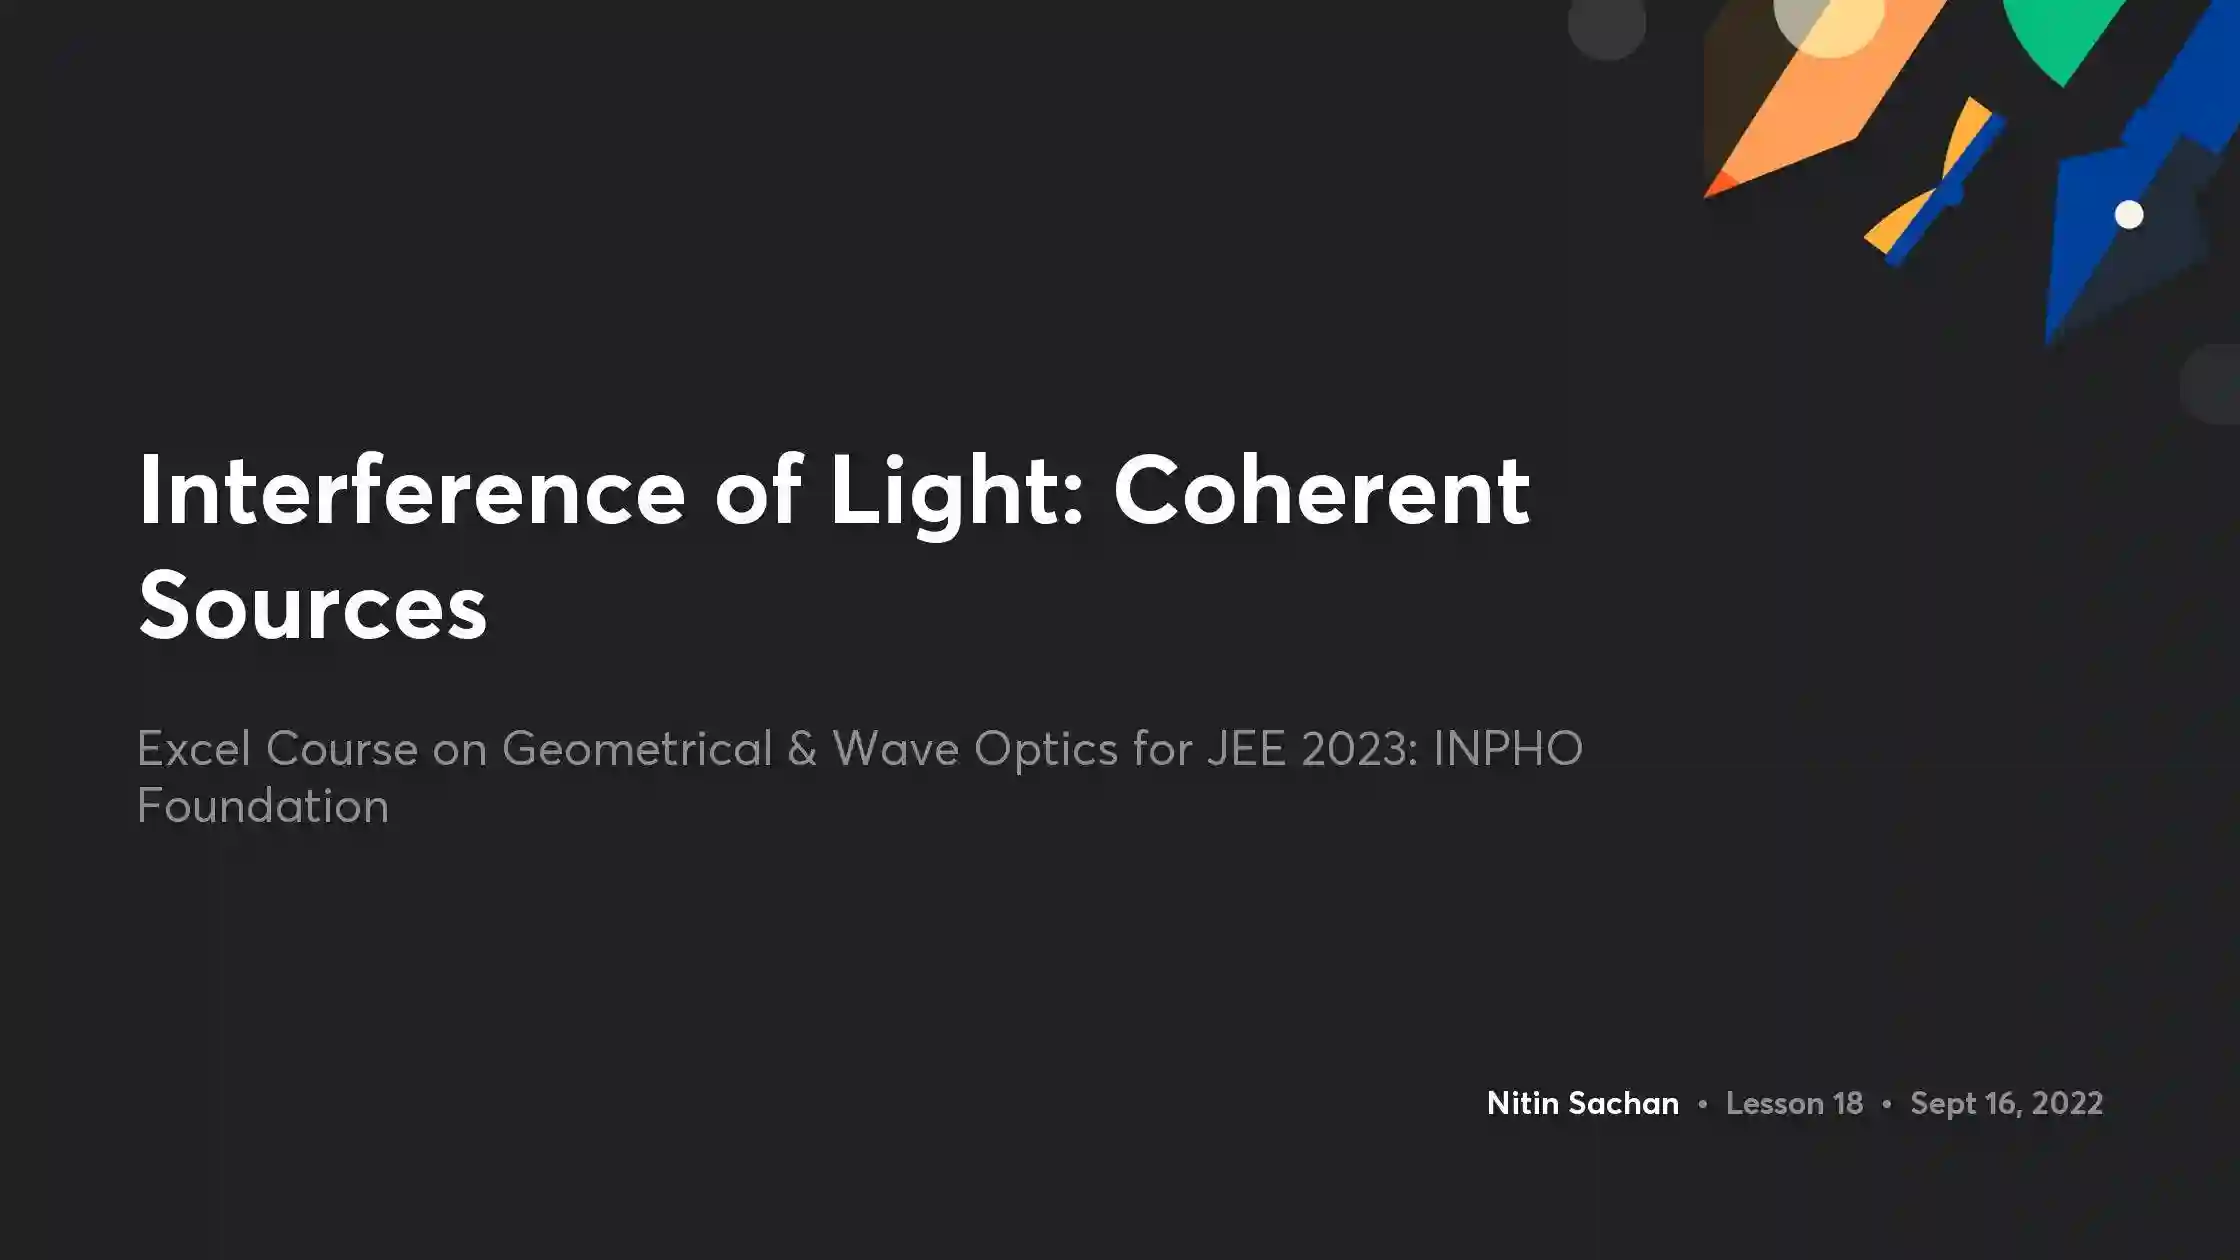 Interference of Light: Coherent
Sources
Excel Course on Geometrical & Wave Optics for JEE 2023: INPHO
Foundation
Nitin Sachan • Lesson 18 • Sept 16, 2022